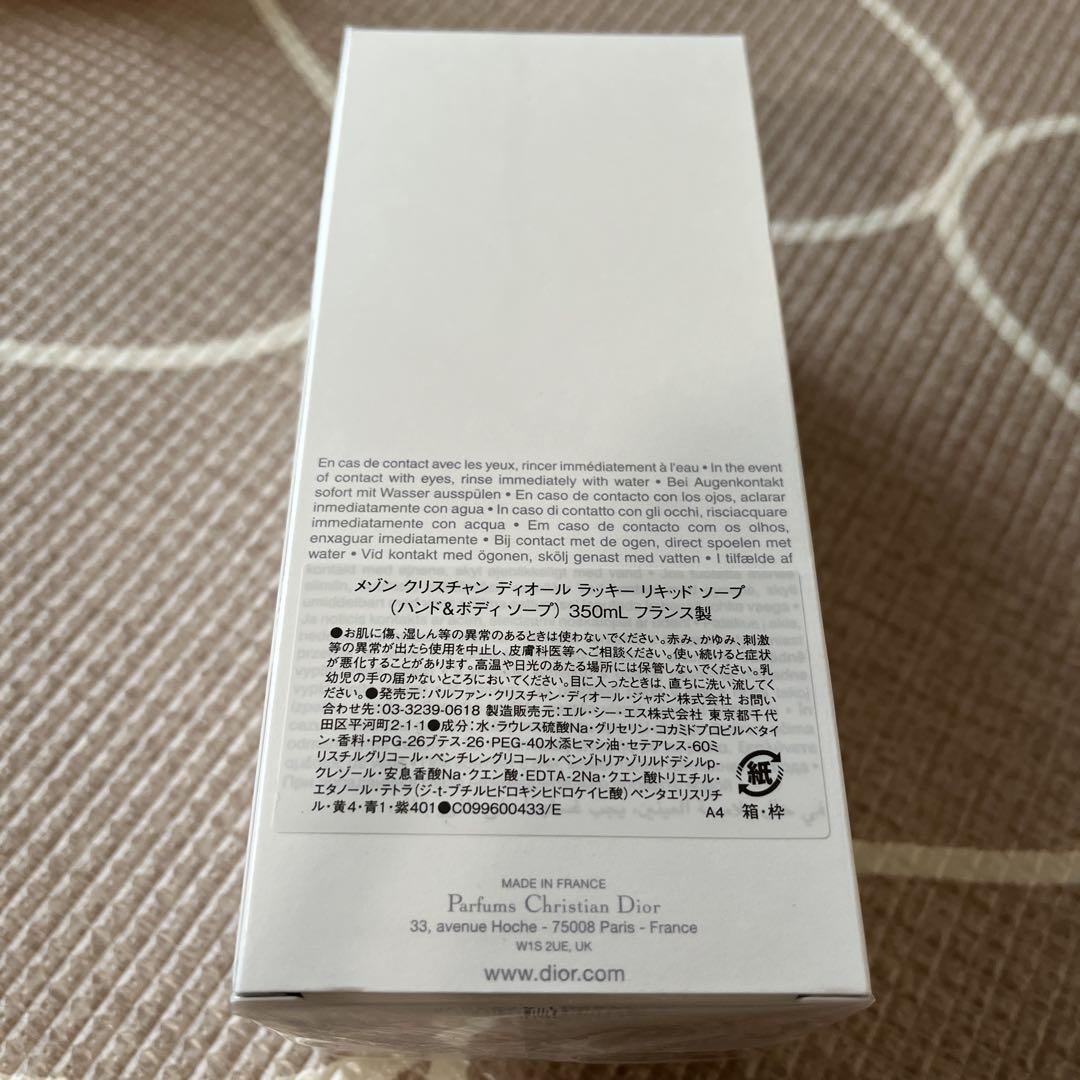 En cas de contact avec les yeux, rincer immédiatement à l'eau • In the event
of contact with eyes, rinse immediately with water • Bei Augenkontakt
sofort mit Wasser ausspülen • En caso de contacto con los ojos, aclarar
inmediatamente con agua • In caso di contatto con gli occhi, risciacquare
immediatamente con acqua • Em caso de contacto com os olhos,
enxaguar imediatamente • Bij contact met de ogen, direct spoelen met
water • Vid kontakt med ögonen, skölj genast med vatten • I tilfælde af
メゾン クリスチャン ディオール ラッキー リキッド ソープ
(ハンド&ボディ ソープ) 350mL フランス製
●お肌に傷、湿しん等の異常のあるときは使わないでください。赤み、かゆみ、刺激
等の異常が出たら使用を中止し、皮膚科医等へご相談ください。使い続けると症状
が悪化することがあります。高温や日光のあたる場所には保管しないでください。乳
幼児の手の届かないところにおいてください。目に入ったときは、直ちに洗い流してく
ださい。●発売元:パルファン・クリスチャン・ディオール・ジャポン株式会社 お問い
合わせ先:03-3239-0618 製造販売元:エル・シー・エス株式会社 東京都千代
田区平河町2-1-1●成分:水・ラウレス硫酸Na・グリセリン・コカミドプロピルベタイ
ン・香料・PPG-26ブテス-26・PEG-40水添ヒマシ油・セテアレス-60ミ
リスチルグリコール・ペンチレングリコール・ベンゾトリアゾリルドデシルp-
クレゾール・安息香酸Na・クエン酸・EDTA-2Na・クエン酸トリエチル・
エタノール・テトラ(ジ-t-ブチルヒドロキシヒドロケイヒ酸)ペンタエリスリチ
ル・黄4・青1・紫401●C099600433/E
A4
紙
箱・枠
MADE IN FRANCE
Parfums Christian Dior
33, avenue Hoche - 75008 Paris - France
W1S 2UE, UK
www.dior.com